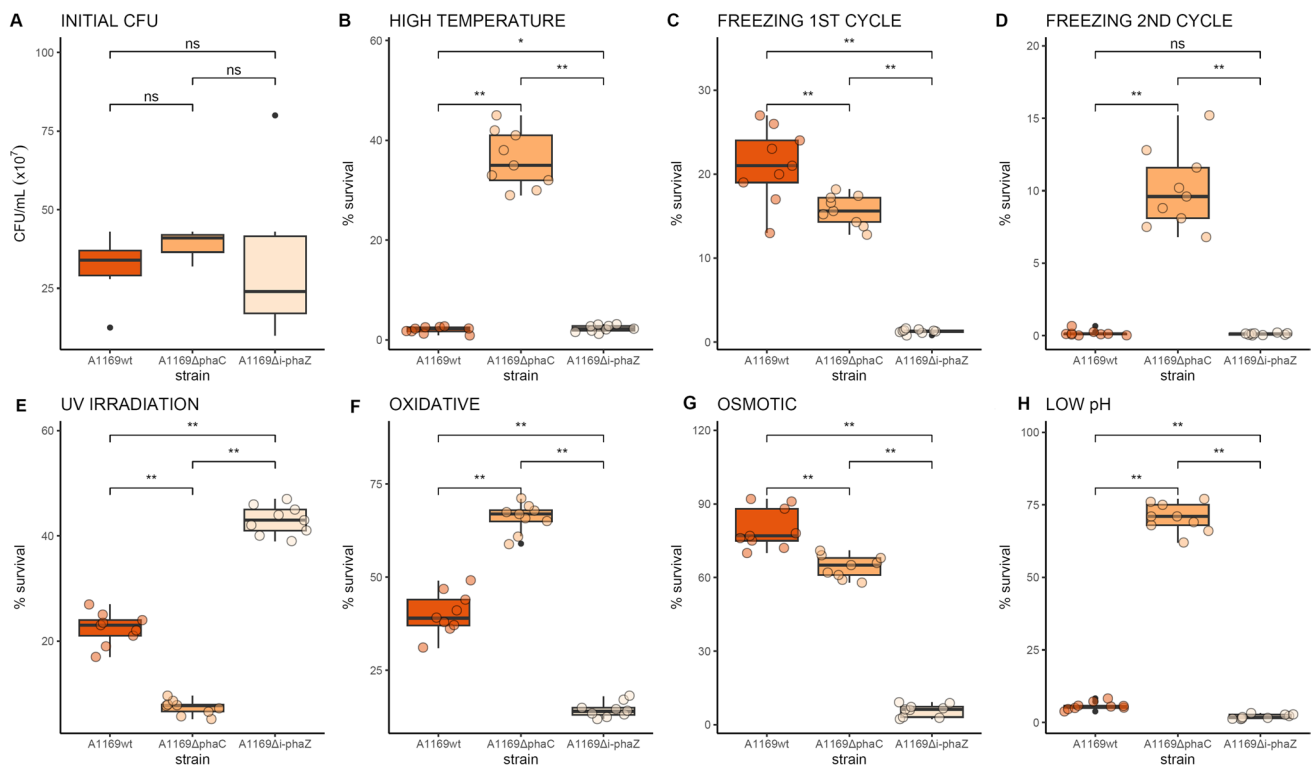 A INITIAL CFU
100
75
50
25
CFU/mL (x10⁷)
ns
ns
ns
A1169wt A1169ΔphaC A1169Δi-phaZ
strain
B HIGH TEMPERATURE
60
40
20
0
% survival
*
**
**
A1169wt A1169ΔphaC A1169Δi-phaZ
strain
C FREEZING 1ST CYCLE
30
20
10
0
% survival
**
**
**
A1169wt A1169ΔphaC A1169Δi-phaZ
strain
D FREEZING 2ND CYCLE
20
15
10
5
0
% survival
ns
**
**
A1169wt A1169ΔphaC A1169Δi-phaZ
strain
E UV IRRADIATION
60
40
20
% survival
**
**
**
A1169wt A1169ΔphaC A1169Δi-phaZ
strain
F OXIDATIVE
75
50
25
% survival
**
**
**
A1169wt A1169ΔphaC A1169Δi-phaZ
strain
G OSMOTIC
120
90
60
30
0
% survival
**
**
**
A1169wt A1169ΔphaC A1169Δi-phaZ
strain
H LOW pH
100
75
50
25
0
% survival
**
**
**
A1169wt A1169ΔphaC A1169Δi-phaZ
strain